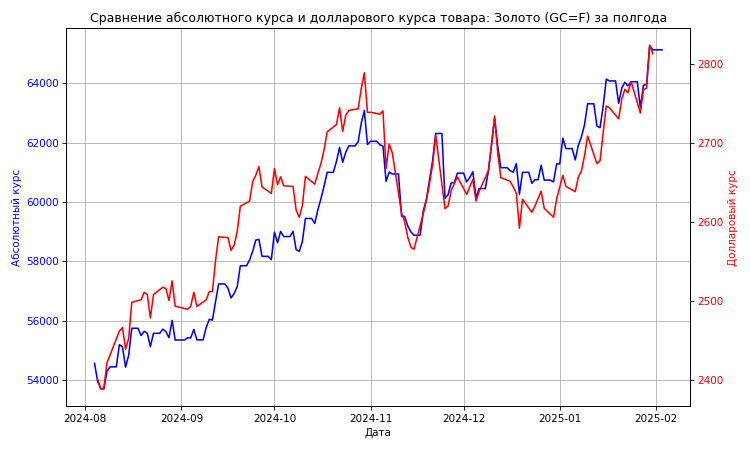 Сравнение абсолютного курса и долларового курса товара: Золото (GC=F) за полгода
64000
62000
60000
58000
56000
54000
Абсолютный курс
2800
2700
2600
2500
2400
Долларовый курс
2024-08 2024-09 2024-10 2024-11 2024-12 2025-01 2025-02
Дата